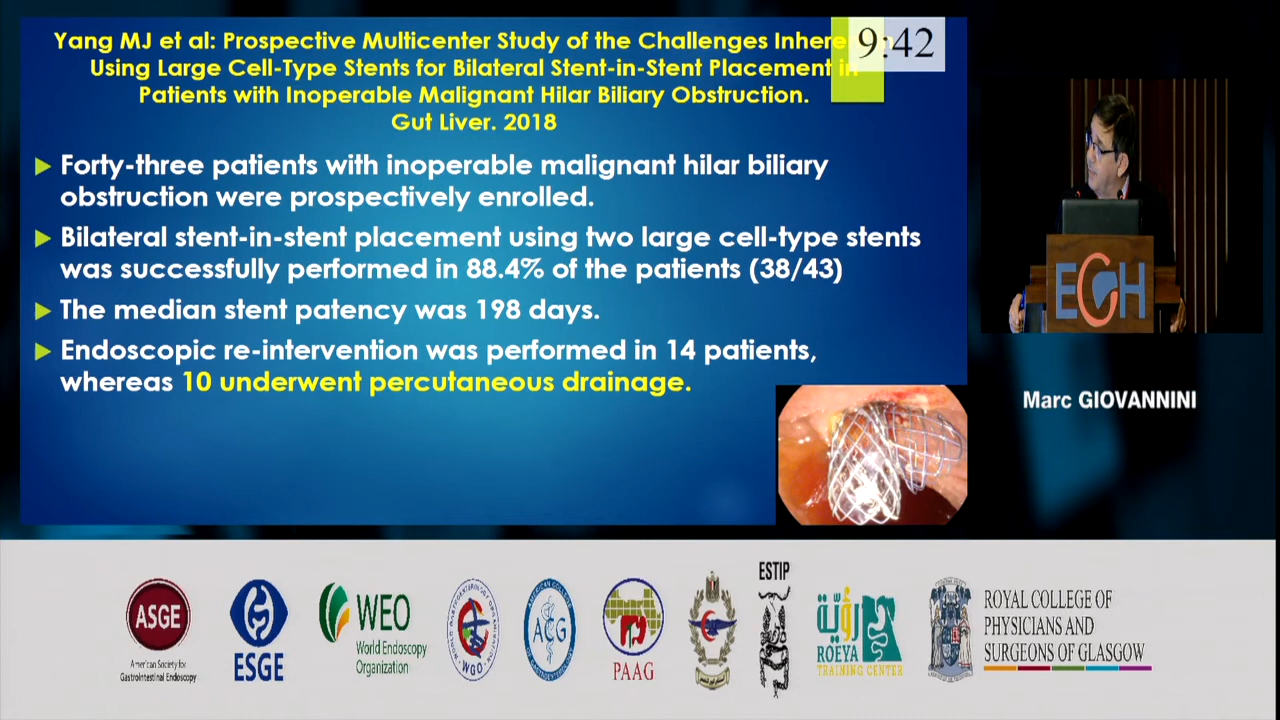 Yang MJ et al: Prospective Multicenter Study of the Challenges
Using Large Cell-Type Stents for Bilateral Stent-in-Stent Placement in
Patients with Inoperable Malignant Hilar Biliary Obstruction.
Gut Liver. 2018
9:42
Forty-three patients with inoperable malignant hilar biliary
obstruction were prospectively enrolled.
Bilateral stent-in-stent placement using two large cell-type stents
was successfully performed in 88.4% of the patients (38/43)
The median stent patency was 198 days.
Endoscopic re-intervention was performed in 14 patients,
whereas 10 underwent percutaneous drainage.
EGH
Marc GIOVANNINI
ASGE
American Society for
Gastrointestinal Endoscopy
ESGE
WEO
World Endoscopy
Organization
WGO
ACG
PAAG
ESTIP
رؤيّة
ROEYA
TRAINING CENTER
ROYAL COLLEGE OF
PHYSICIANS AND
SURGEONS OF GLASGOW